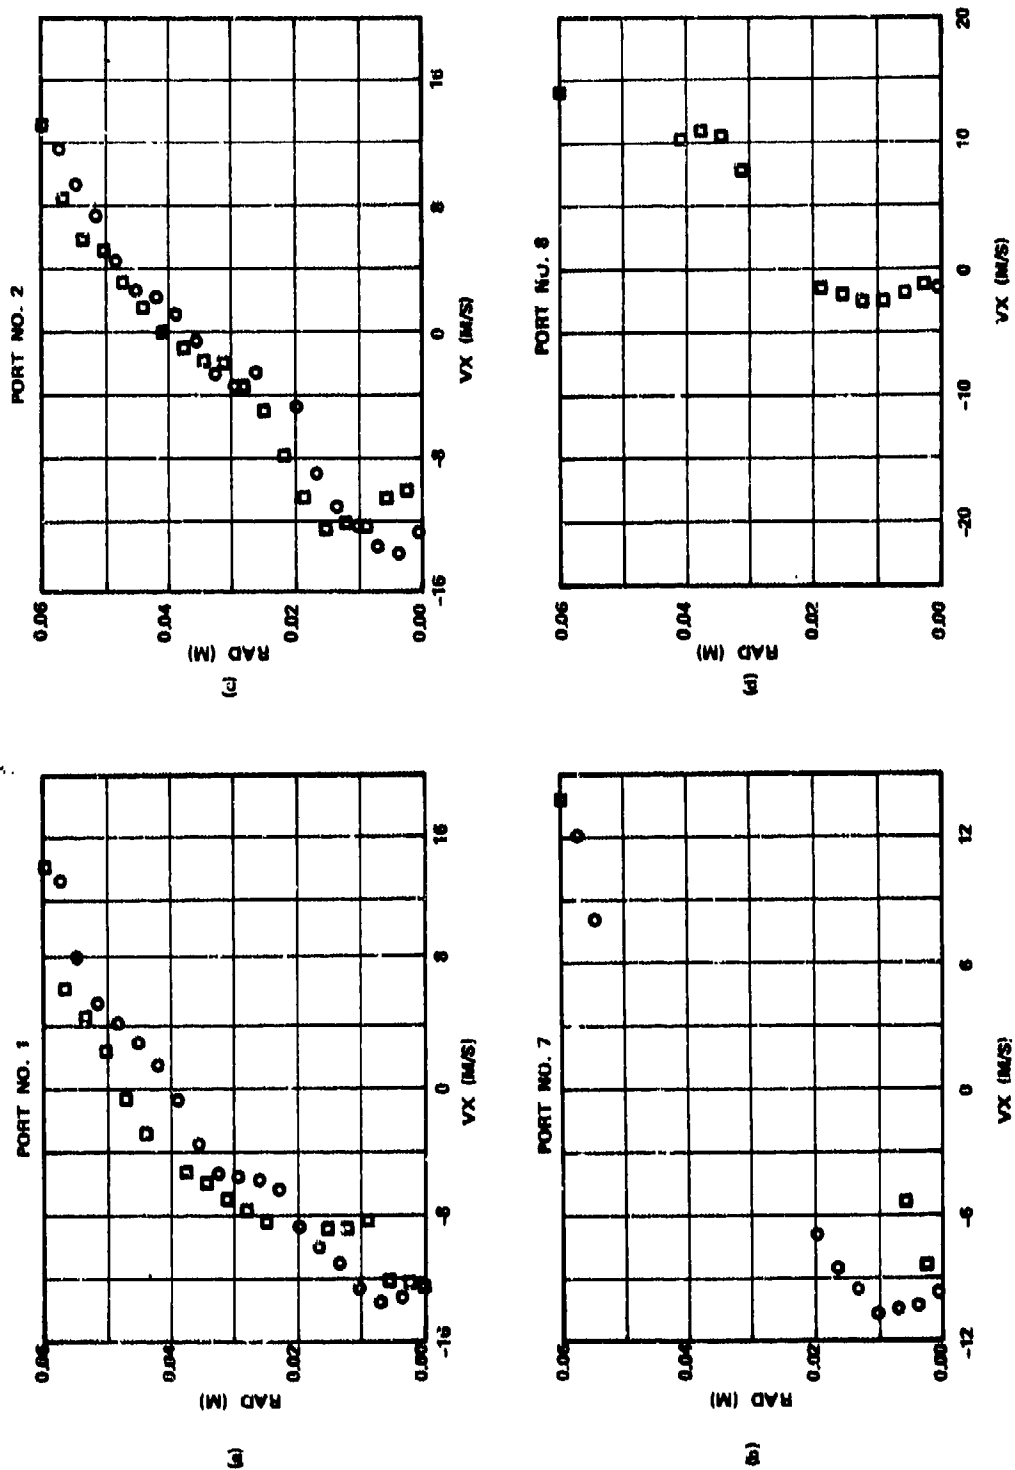 PORT NO. 1
0.06
0.04
0.02
0.00
RAD (M)
-16
-8
0
8
16
VX (M/S)
(a)
PORT NO. 7
0.06
0.04
0.02
0.00
RAD (M)
-12
-6
0
6
12
VX (M/S)
(b)
PORT NO. 2
0.06
0.04
0.02
0.00
RAD (M)
-16
-8
0
8
16
VX (M/S)
(c)
PORT NO. 8
0.06
0.04
0.02
0.00
RAD (M)
-20
-10
0
10
20
VX (M/S)
(d)